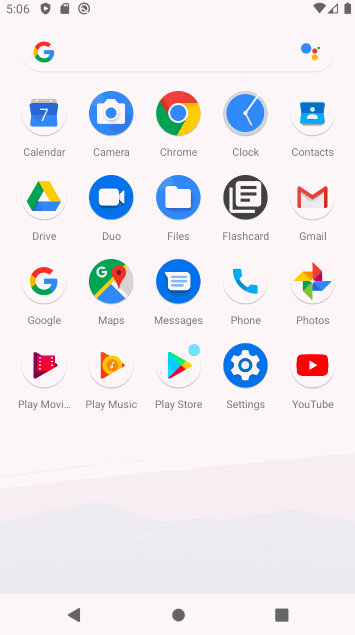 5:06
Calendar Camera Chrome Clock Contacts
Drive Duo Files Flashcard Gmail
Google Maps Messages Phone Photos
Play Movi... Play Music Play Store Settings YouTube